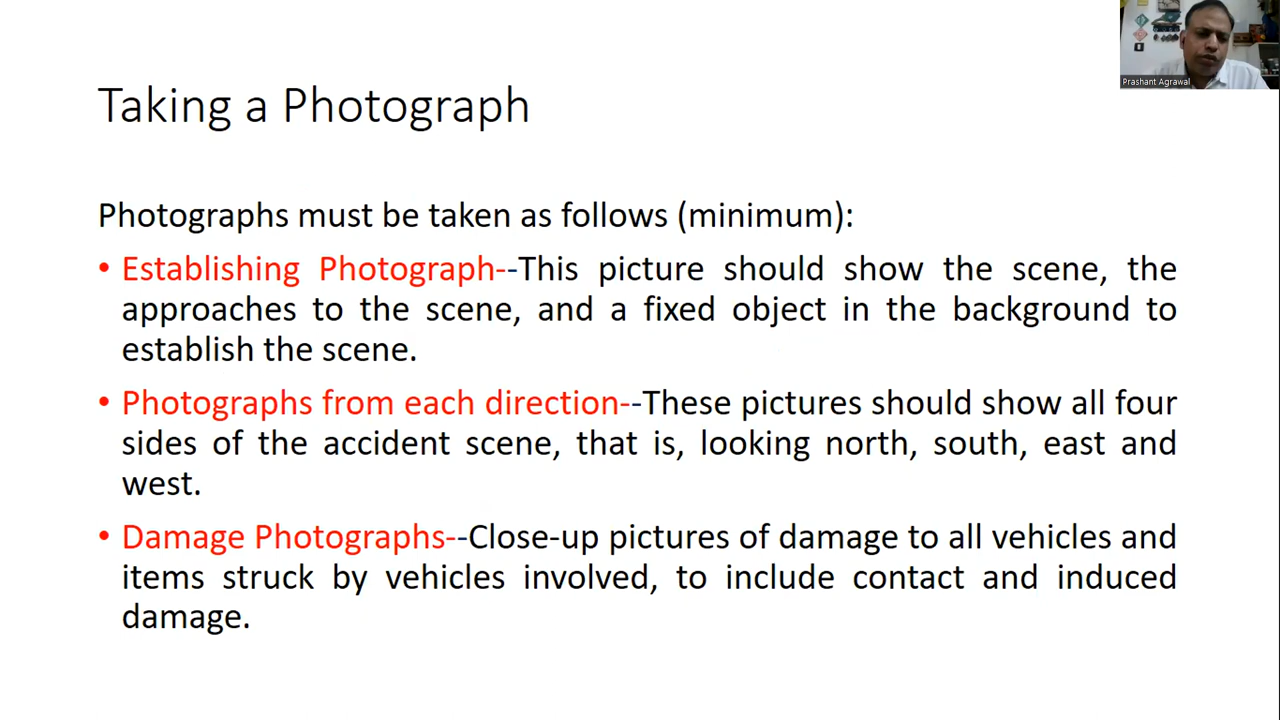 Prashant Agrawal
Taking a Photograph
Photographs must be taken as follows (minimum):
• Establishing Photograph--This picture should show the scene, the
approaches to the scene, and a fixed object in the background to
establish the scene.
• Photographs from each direction--These pictures should show all four
sides of the accident scene, that is, looking north, south, east and
west.
• Damage Photographs--Close-up pictures of damage to all vehicles and
items struck by vehicles involved, to include contact and induced
damage.